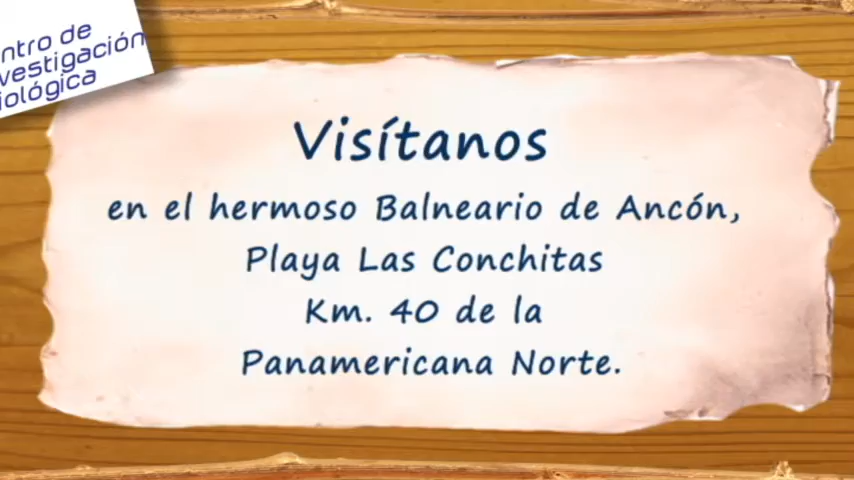 ntro de
vestigación
iológica
Visítanos
en el hermoso Balneario de Ancón,
Playa Las Conchitas
Km. 40 de la
Panamericana Norte.